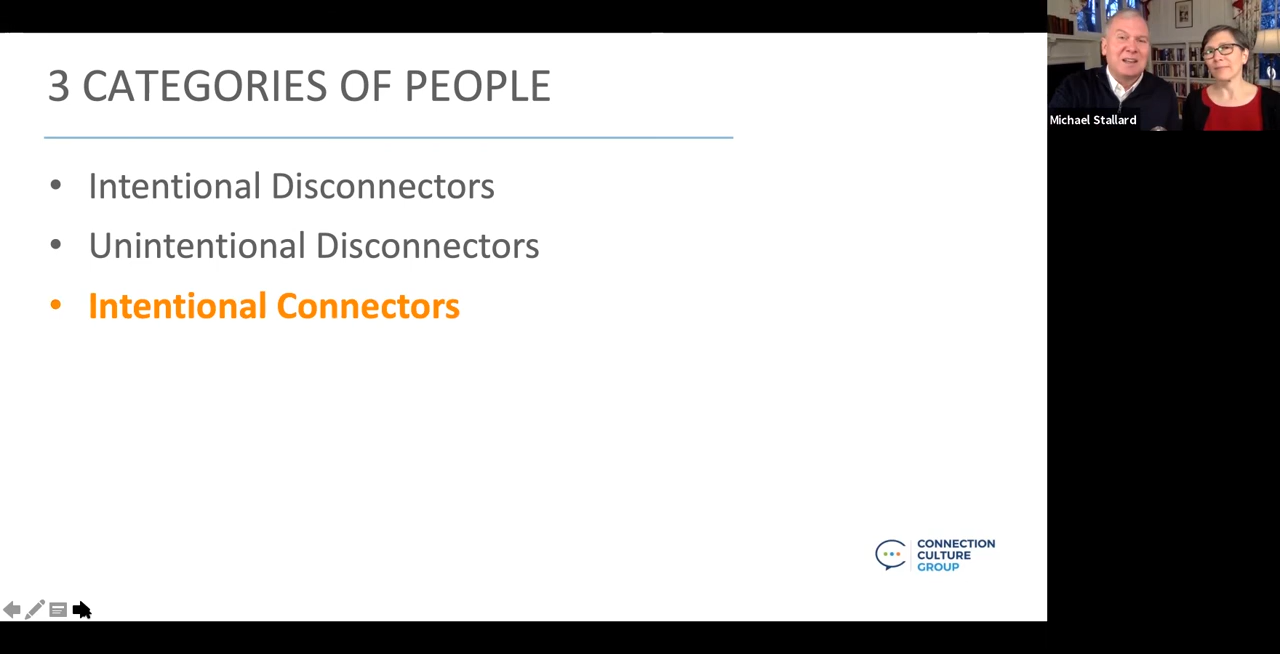 3 CATEGORIES OF PEOPLE
• Intentional Disconnectors
• Unintentional Disconnectors
• Intentional Connectors
Michael Stallard
CONNECTION
CULTURE
GROUP